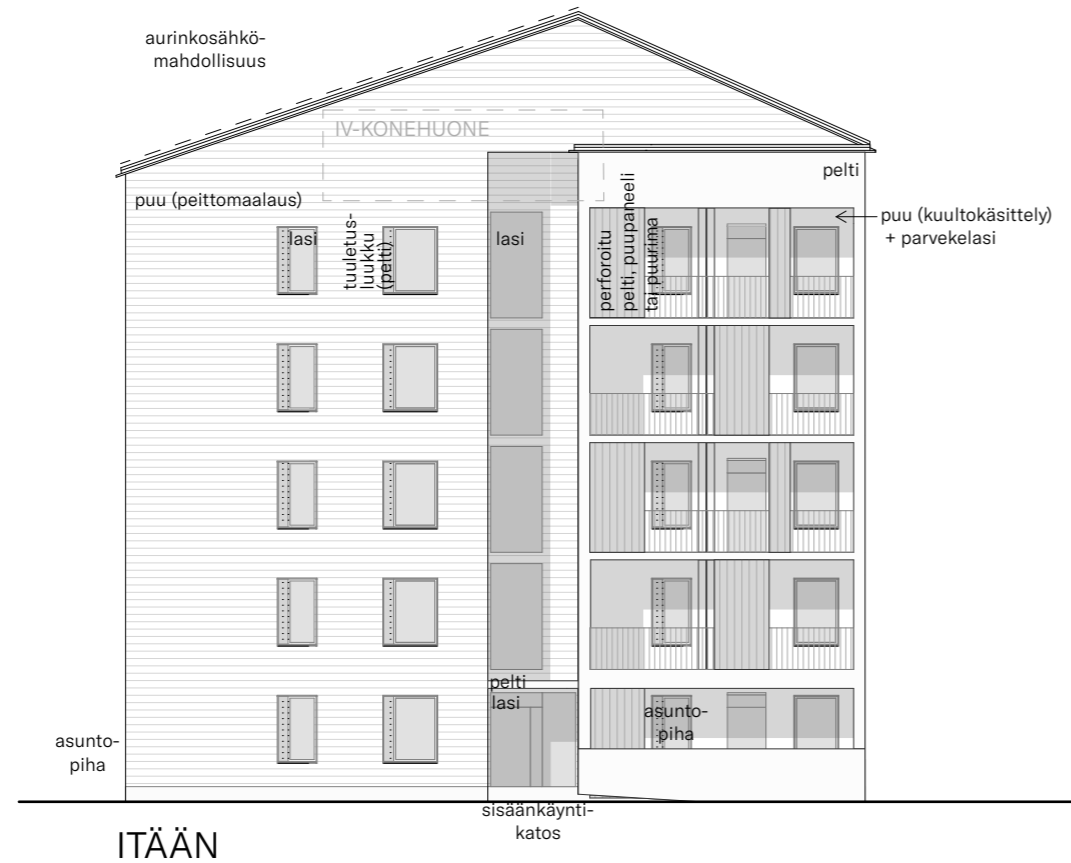 aurinkosähkö-
mahdollisuus
IV-KONEHUONE
pelti
puu (peittomaalaus)
puu (kuultokäsittely)
+ parvekelasi
lasi
tuuletus-
luukku
(pelti)
lasi
perforoitu
pelti, puupaneeli
tai puurima
pelti
lasi
asunto-
piha
asunto-
piha
sisäänkäynti-
katos
ITÄÄN